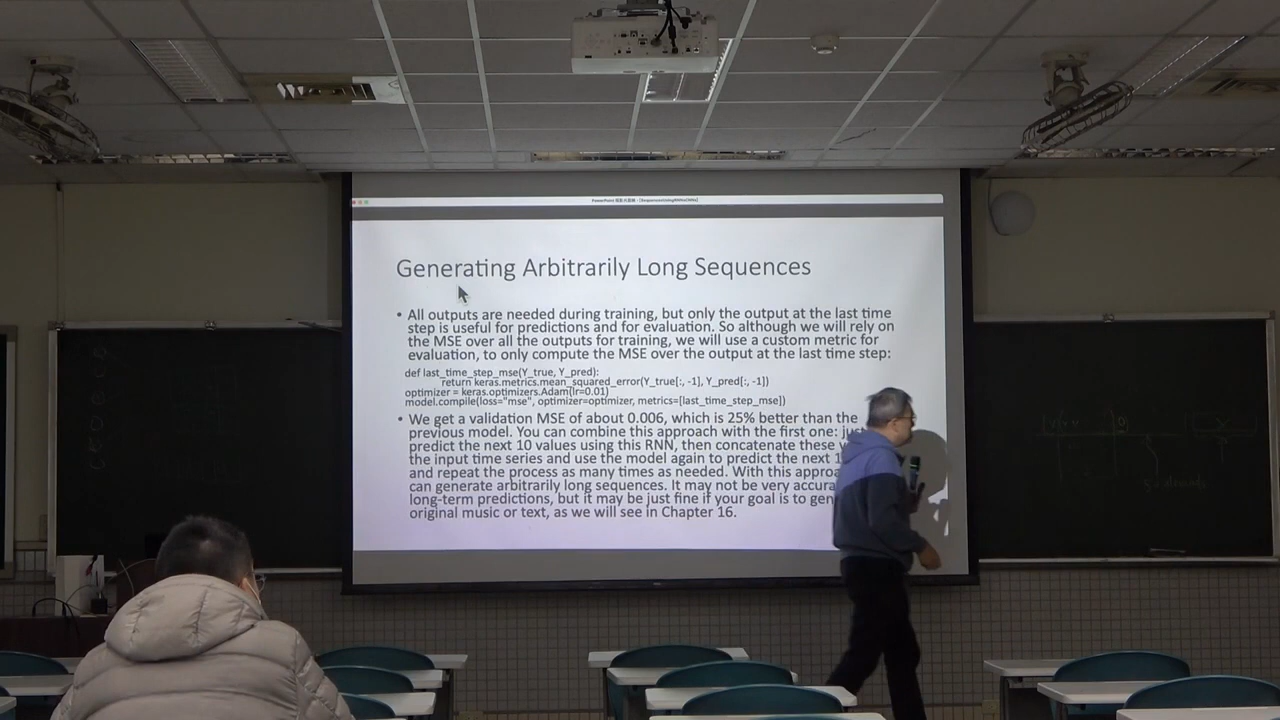 Generating Arbitrarily Long Sequences
• All outputs are needed during training, but only the output at the last time
step is useful for predictions and for evaluation. So although we will rely on
the MSE over all the outputs for training, we will use a custom metric for
evaluation, to only compute the MSE over the output at the last time step:
def last_time_step_mse(Y_true, Y_pred):
return keras.metrics.mean_squared_error(Y_true[:, -1], Y_pred[:, -1])
optimizer = keras.optimizers.Adam(lr=0.01)
model.compile(loss="mse", optimizer=optimizer, metrics=[last_time_step_mse])
• We get a validation MSE of about 0.006, which is 25% better than the
previous model. You can combine this approach with the first one:
predict the next 10 values using this RNN, then concatenate these
the input time series and use the model again to predict the next
and repeat the process as many times as needed. With this
can generate arbitrarily long sequences. It may not be very
long-term predictions, but it may be just fine if your goal is to
original music or text, as we will see in Chapter 16.